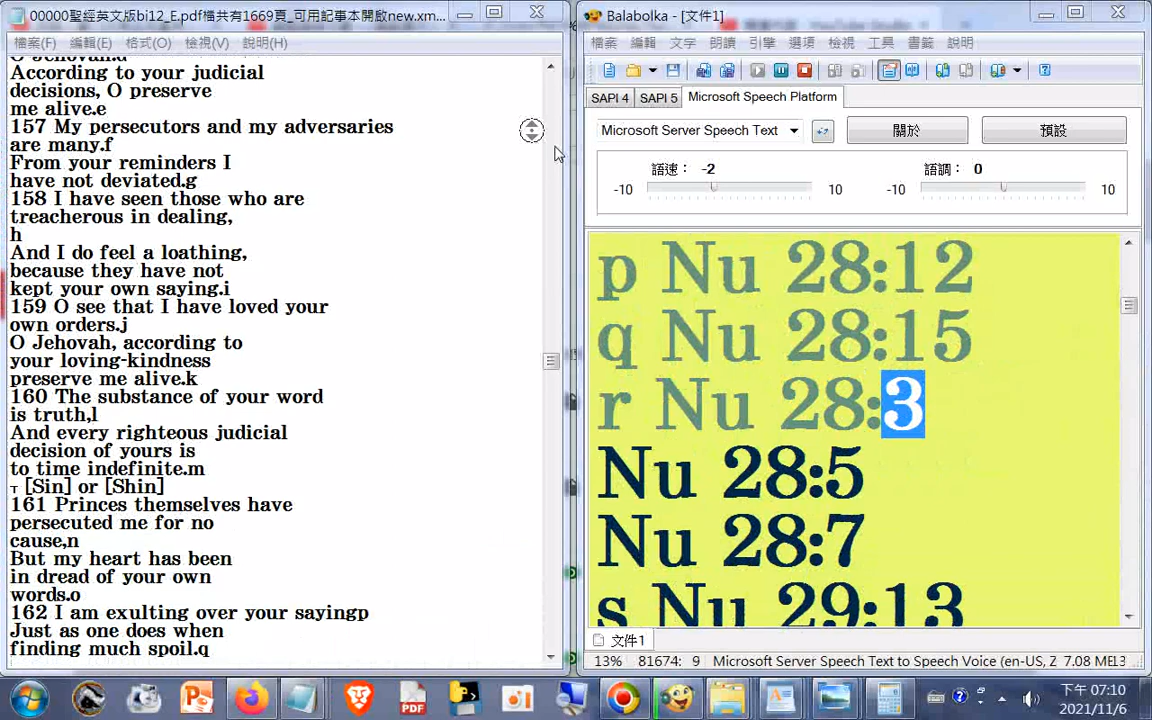 00000聖經英文版bi12_E.pdf檔共有1669頁_可用記事本開啟new.xm...
檔案(F) 編輯(E) 格式(O) 檢視(V) 說明(H)
O Jehovah.d
According to your judicial
decisions, O preserve
me alive.e
157 My persecutors and my adversaries
are many.f
From your reminders I
have not deviated.g
158 I have seen those who are
treacherous in dealing,
h
And I do feel a loathing,
because they have not
kept your own saying.i
159 O see that I have loved your
own orders.j
O Jehovah, according to
your loving-kindness
preserve me alive.k
160 The substance of your word
is truth,l
And every righteous judicial
decision of yours is
to time indefinite.m
т [Sin] or [Shin]
161 Princes themselves have
persecuted me for no
cause,n
But my heart has been
in dread of your own
words.o
162 I am exulting over your sayingp
Just as one does when
finding much spoil.q
Balabolka - [文件1]
檔案 編輯 文字 朗讀 引擎 選項 檢視 工具 書籤 說明
SAPI 4 SAPI 5 Microsoft Speech Platform
Microsoft Server Speech Text 關於 預設
語速： -2 語調： 0
-10 10 -10 10
p Nu 28:12
q Nu 28:15
r Nu 28:3
Nu 28:5
Nu 28:7
s Nu 29:13
文件1
13% 81674: 9 Microsoft Server Speech Text to Speech Voice (en-US, Z 7.08 ME
下午 07:10
2021/11/6